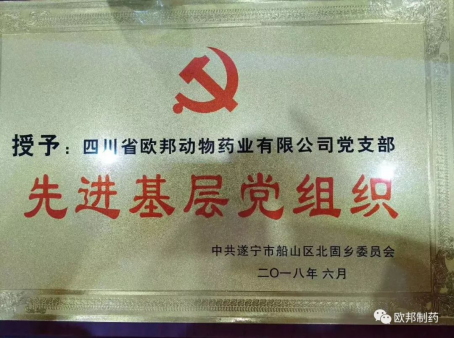 授予：四川省欧邦动物药业有限公司党支部
先进基层党组织
中共遂宁市船山区北固乡委员会
二〇一八年六月
欧邦制药